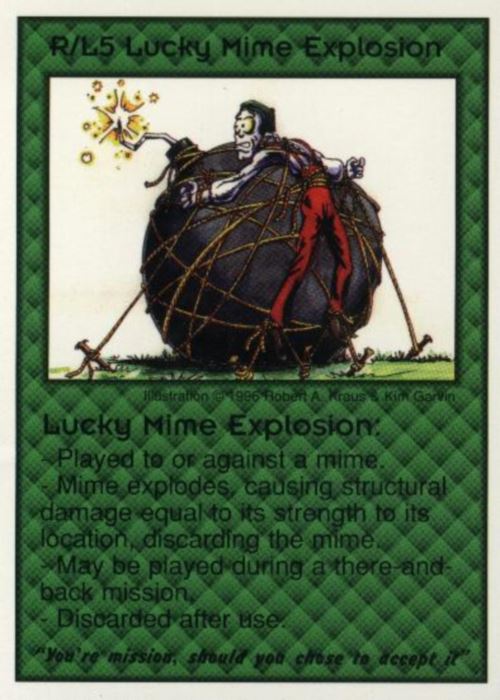 R/L5 Lucky Mime Explosion
Illustration © 1996 Robert A. Kraus & Kim Garvin
Lucky Mime Explosion:
- Played to or against a mime.
- Mime explodes, causing structural
damage equal to its strength to its
location, discarding the mime.
- May be played during a there-and-
back mission.
- Discarded after use.
"You're mission, should you chose to accept it"